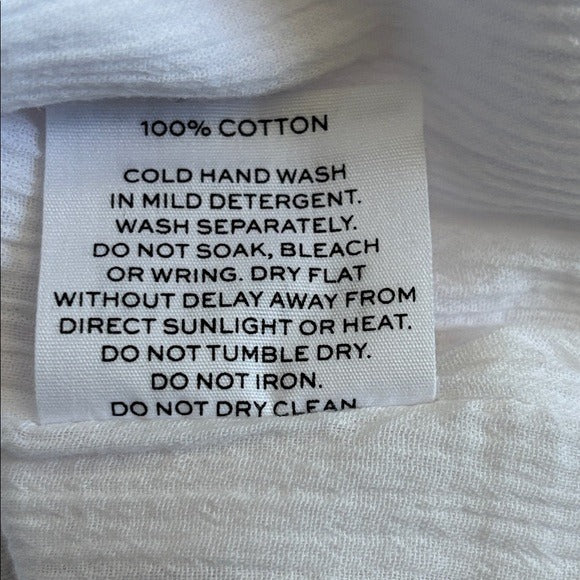 100% COTTON
COLD HAND WASH
IN MILD DETERGENT.
WASH SEPARATELY.
DO NOT SOAK, BLEACH
OR WRING. DRY FLAT
WITHOUT DELAY AWAY FROM
DIRECT SUNLIGHT OR HEAT.
DO NOT TUMBLE DRY.
DO NOT IRON.
DO NOT DRY CLEAN